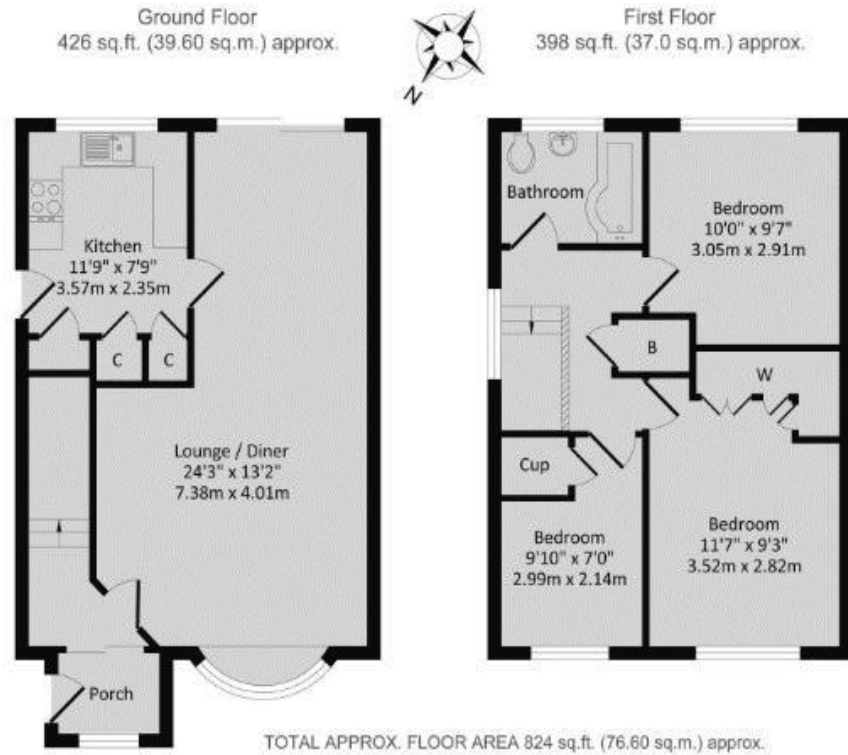 Ground Floor
426 sq.ft. (39.60 sq.m.) approx.
N
First Floor
398 sq.ft. (37.0 sq.m.) approx.
Kitchen
11'9" x 7'9"
3.57m x 2.35m
C
C
Lounge / Diner
24'3" x 13'2"
7.38m x 4.01m
Porch
Bathroom
Bedroom
10'0" x 9'7"
3.05m x 2.91m
B
W
Cup
Bedroom
9'10" x 7'0"
2.99m x 2.14m
Bedroom
11'7" x 9'3"
3.52m x 2.82m
TOTAL APPROX. FLOOR AREA 824 sq.ft. (76.60 sq.m.) approx.